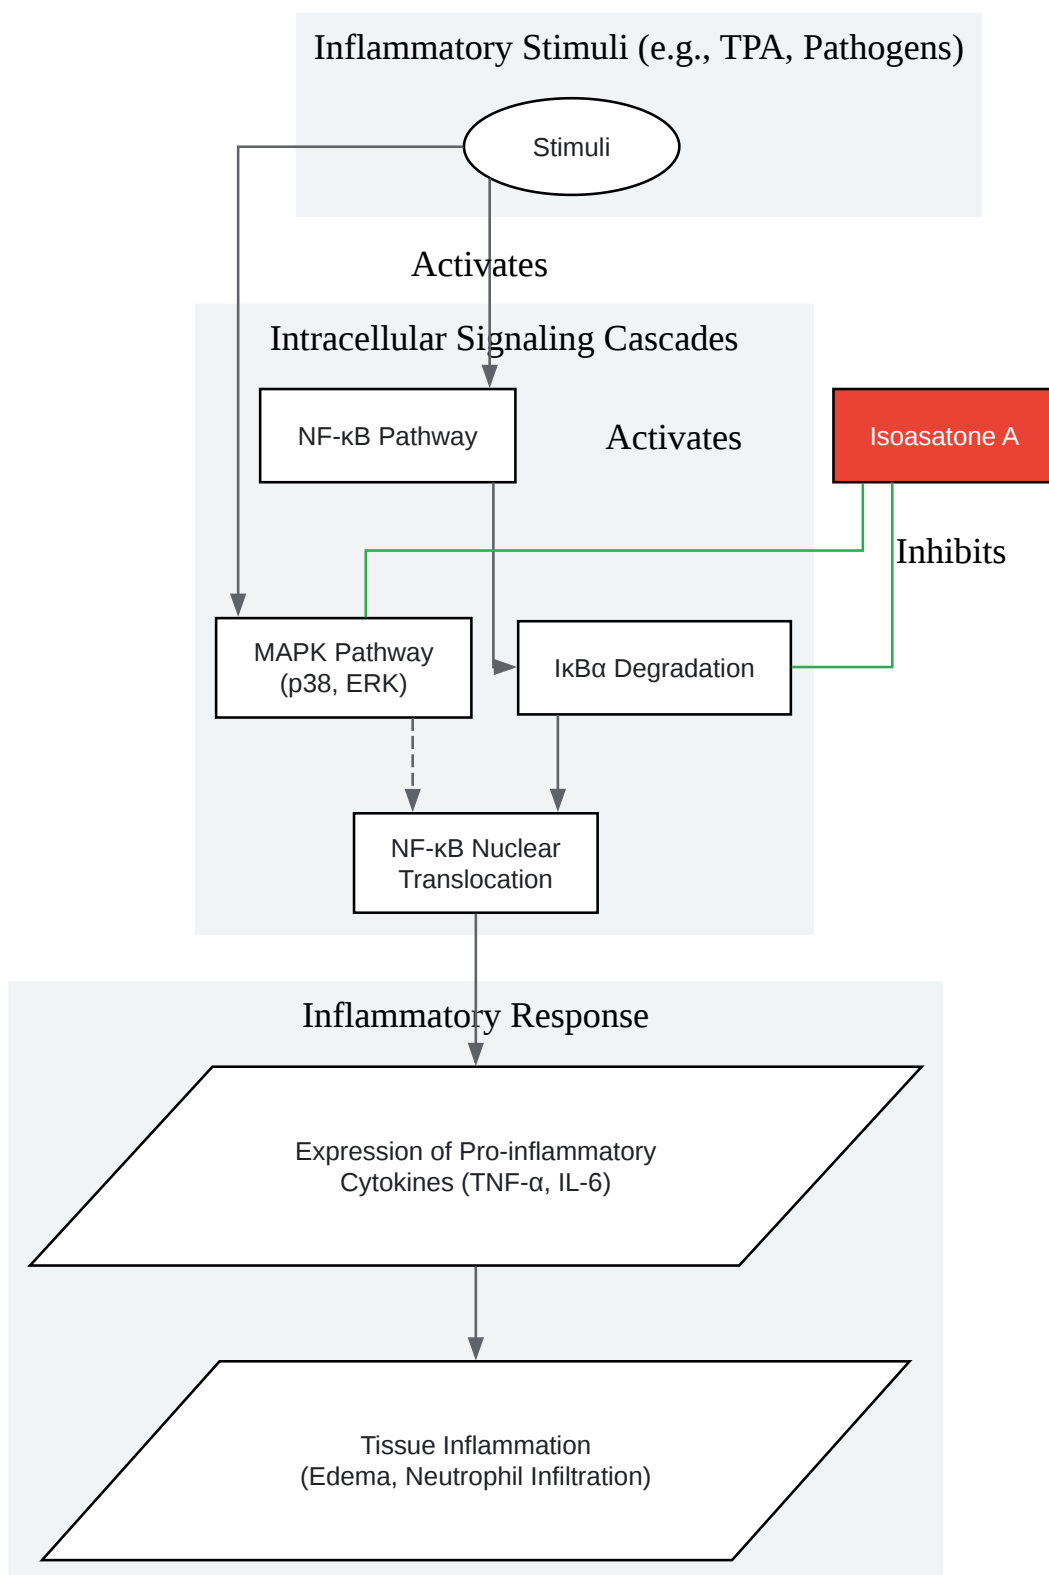 Inflammatory Stimuli (e.g., TPA, Pathogens)
Stimuli
Activates
Intracellular Signaling Cascades
NF-κB Pathway
Activates
Isoasatone A
Inhibits
MAPK Pathway
(p38, ERK)
IκBα Degradation
NF-κB Nuclear
Translocation
Inflammatory Response
Expression of Pro-inflammatory
Cytokines (TNF-α, IL-6)
Tissue Inflammation
(Edema, Neutrophil Infiltration)